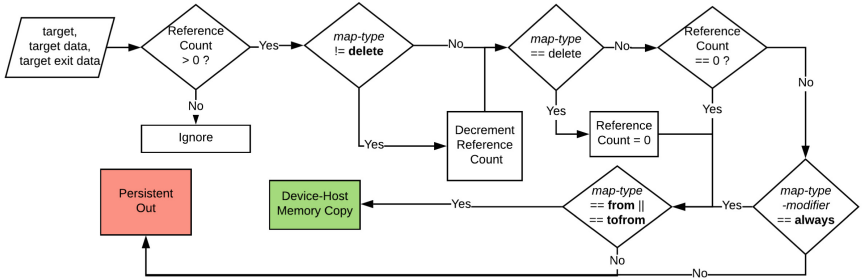 target,
target data,
target exit data
Reference
Count
> 0 ?
Yes
No
Ignore
map-type
!= delete
No
Yes
Decrement
Reference
Count
map-type
== delete
No
Yes
Reference
Count = 0
Reference
Count
== 0 ?
No
Yes
map-type
-modifier
== always
Yes
No
map-type
== from ||
== tofrom
Yes
No
Device-Host
Memory Copy
Persistent
Out